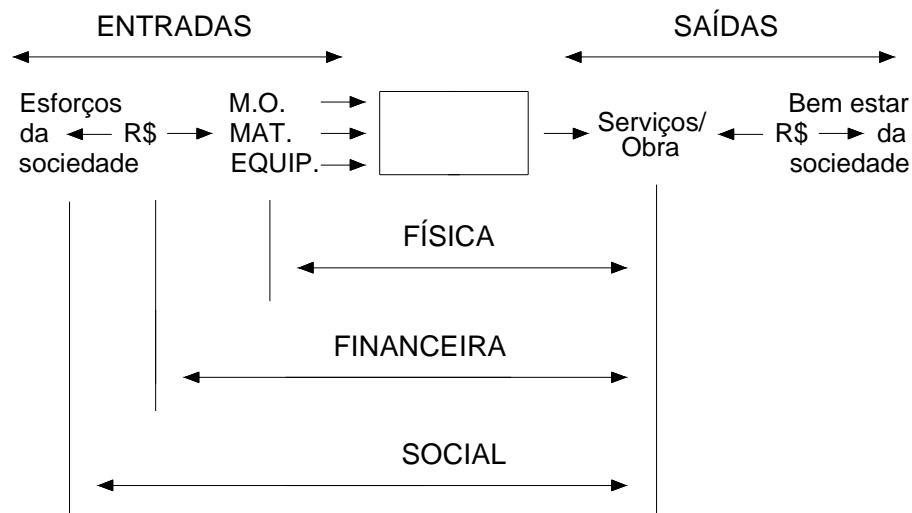 ENTRADAS
SAÍDAS
Esforços
da
sociedade
R$
M.O.
MAT.
EQUIP.
Serviços/
Obra
R$
Bem estar
da
sociedade
FÍSICA
FINANCEIRA
SOCIAL